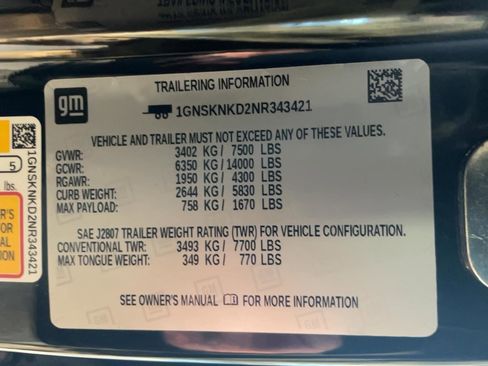 TRAILERING INFORMATION
gm
1GNSKNKD2NR343421
VEHICLE AND TRAILER MUST NOT EXCEED ANY OF THESE VALUES.
GVWR: 3402 KG / 7500 LBS
GCWR: 6350 KG / 14000 LBS
RGAWR: 1950 KG / 4300 LBS
CURB WEIGHT: 2644 KG / 5830 LBS
MAX PAYLOAD: 758 KG / 1670 LBS
SAE J2807 TRAILER WEIGHT RATING (TWR) FOR VEHICLE CONFIGURATION.
CONVENTIONAL TWR: 3493 KG / 7700 LBS
MAX TONGUE WEIGHT: 349 KG / 770 LBS
SEE OWNER'S MANUAL FOR MORE INFORMATION
1GNSKNKD2NR343421
5
lbs.